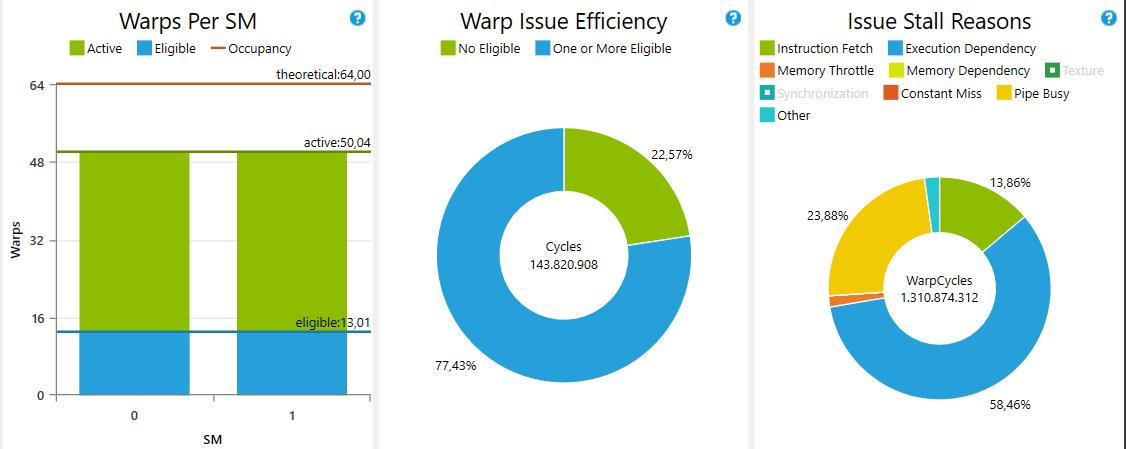 Warps Per SM
Active Eligible Occupancy
theoretical:64,00
64
active:50,04
48
32
16
eligible:13,01
0
0 1
Warps
SM
Warp Issue Efficiency
No Eligible One or More Eligible
22,57%
Cycles
143.820.908
77,43%
Issue Stall Reasons
Instruction Fetch Execution Dependency
Memory Throttle Memory Dependency Texture
Synchronization Constant Miss Pipe Busy
Other
13,86%
23,88%
WarpCycles
1.310.874.312
58,46%